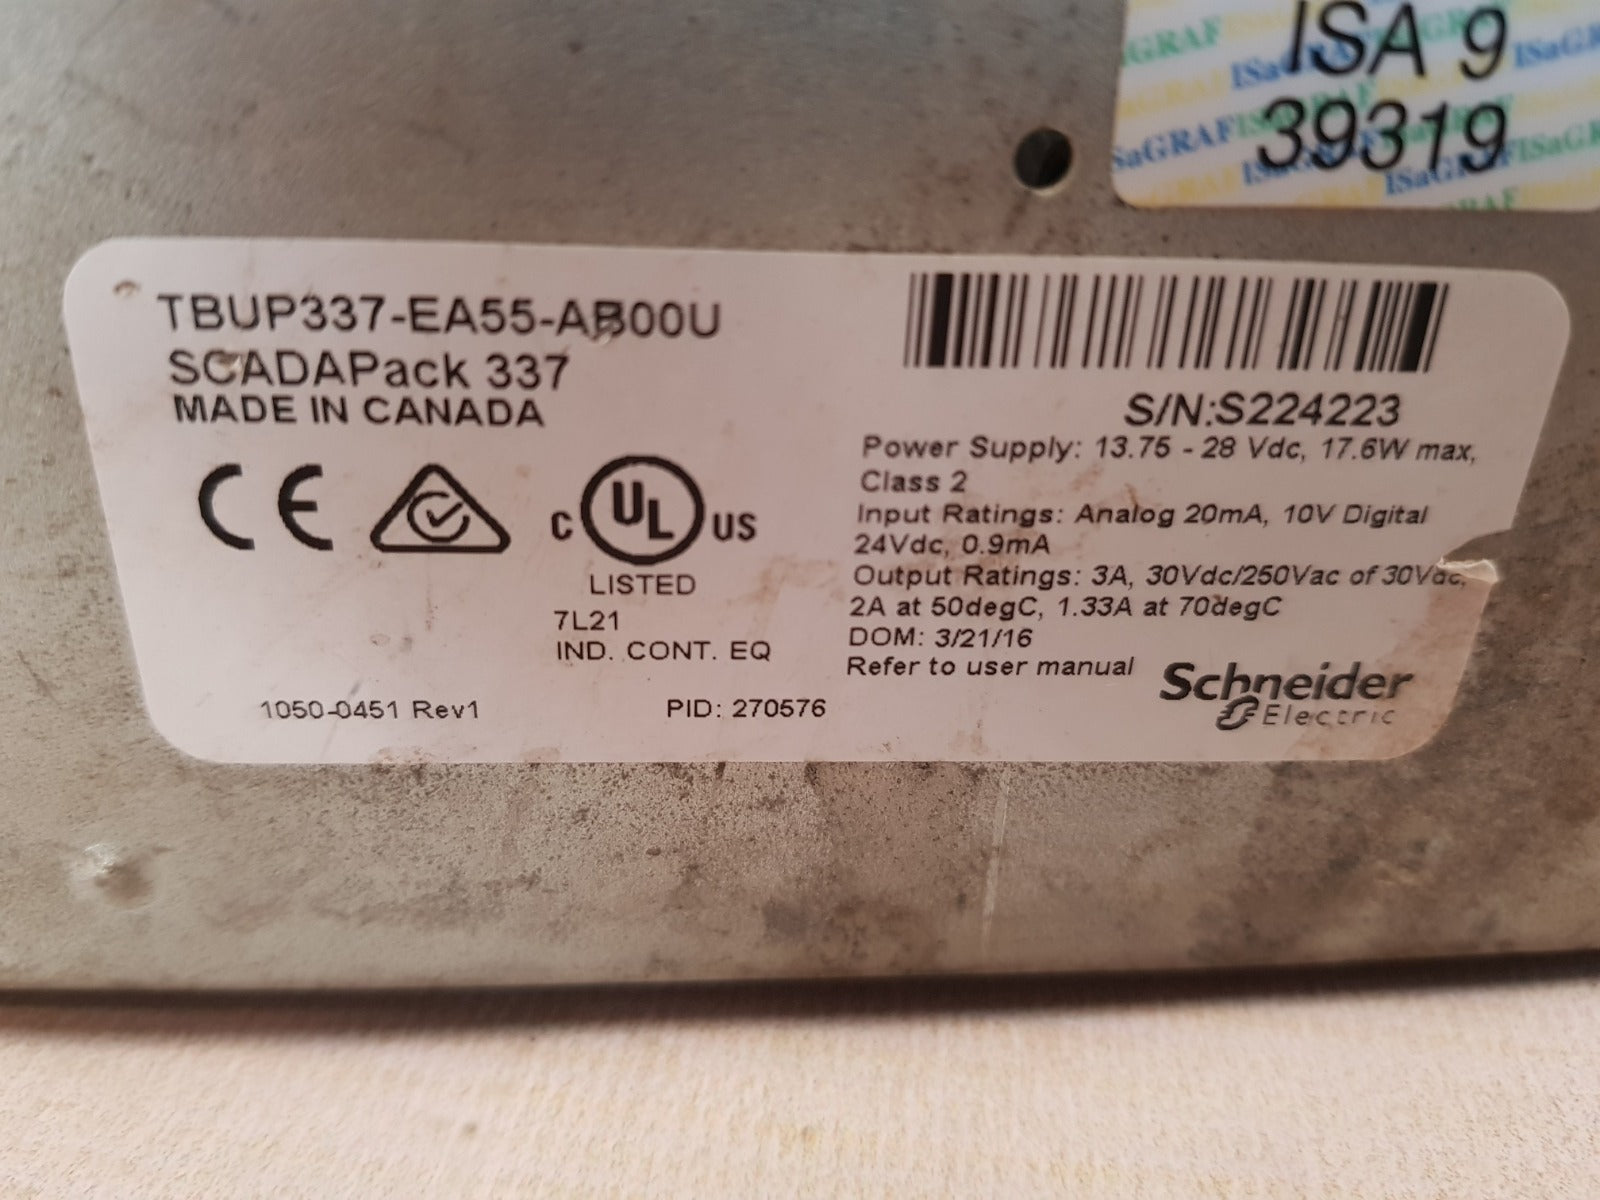 ISA 9
39319
TBUP337-EA55-AB00U
SCADAPack 337
MADE IN CANADA
S/N:S224223
Power Supply: 13.75 - 28 Vdc, 17.6W max,
Class 2
Input Ratings: Analog 20mA, 10V Digital
24Vdc, 0.9mA
Output Ratings: 3A, 30Vdc/250Vac of 30Vdc,
2A at 50degC, 1.33A at 70degC
DOM: 3/21/16
Refer to user manual
CE
C UL US
LISTED
7L21
IND. CONT. EQ
1050-0451 Rev1
PID: 270576
Schneider
Electric